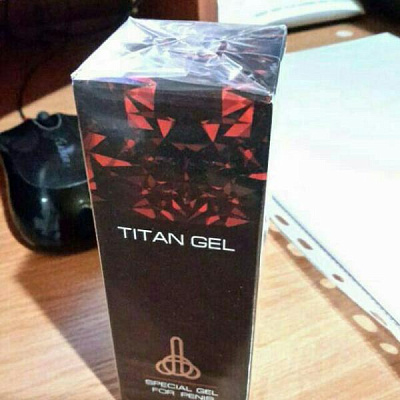 TITAN GEL
SPECIAL GEL
FOR PENIS